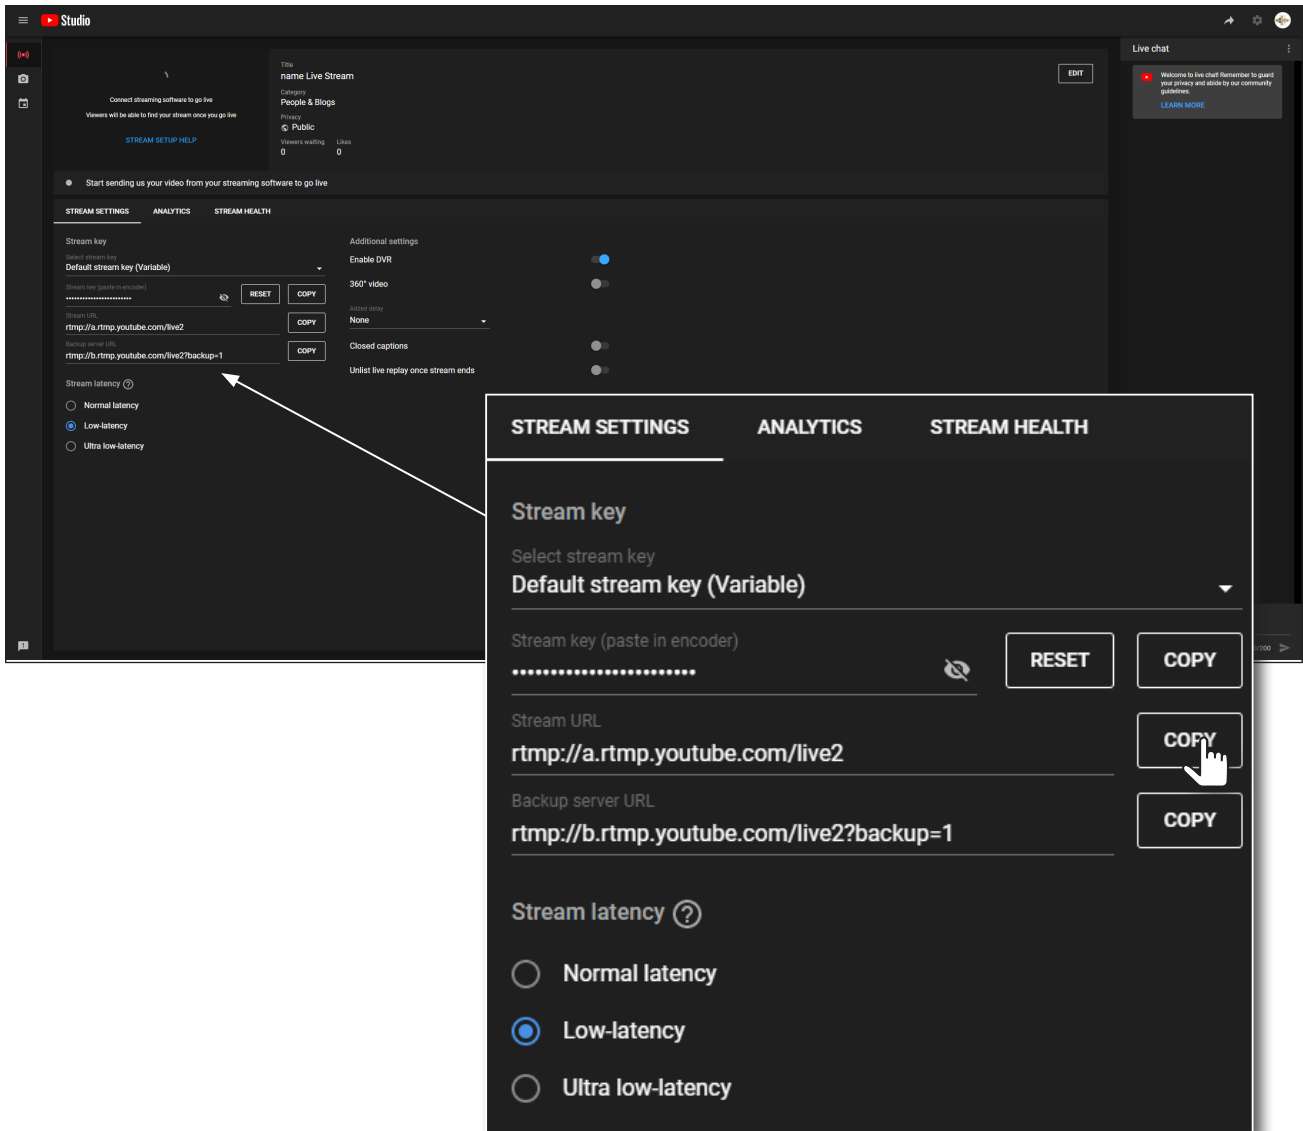 Studio
Connect streaming software to go live
Viewers will be able to find your stream once you go live
STREAM SETUP HELP
Title
name Live Stream
Category
People & Blogs
Privacy
Public
Viewers waiting Likes
0 0
EDIT
Live chat
Welcome to live chat! Remember to guard
your privacy and abide by our community
guidelines.
LEARN MORE
Start sending us your video from your streaming software to go live
STREAM SETTINGS ANALYTICS STREAM HEALTH
Stream key
Select stream key
Default stream key (Variable)
Stream key (paste in encoder)
••••••••••••••••••••••••
RESET COPY
Stream URL
rtmp://a.rtmp.youtube.com/live2
COPY
Backup server URL
rtmp://b.rtmp.youtube.com/live2?backup=1
COPY
Stream latency ?
Normal latency
Low-latency
Ultra low-latency
Additional settings
Enable DVR
360° video
Added delay
None
Closed captions
Unlist live replay once stream ends
/200
STREAM SETTINGS ANALYTICS STREAM HEALTH
Stream key
Select stream key
Default stream key (Variable)
Stream key (paste in encoder)
••••••••••••••••••••••••
RESET COPY
Stream URL
rtmp://a.rtmp.youtube.com/live2
COPY
Backup server URL
rtmp://b.rtmp.youtube.com/live2?backup=1
COPY
Stream latency ?
Normal latency
Low-latency
Ultra low-latency